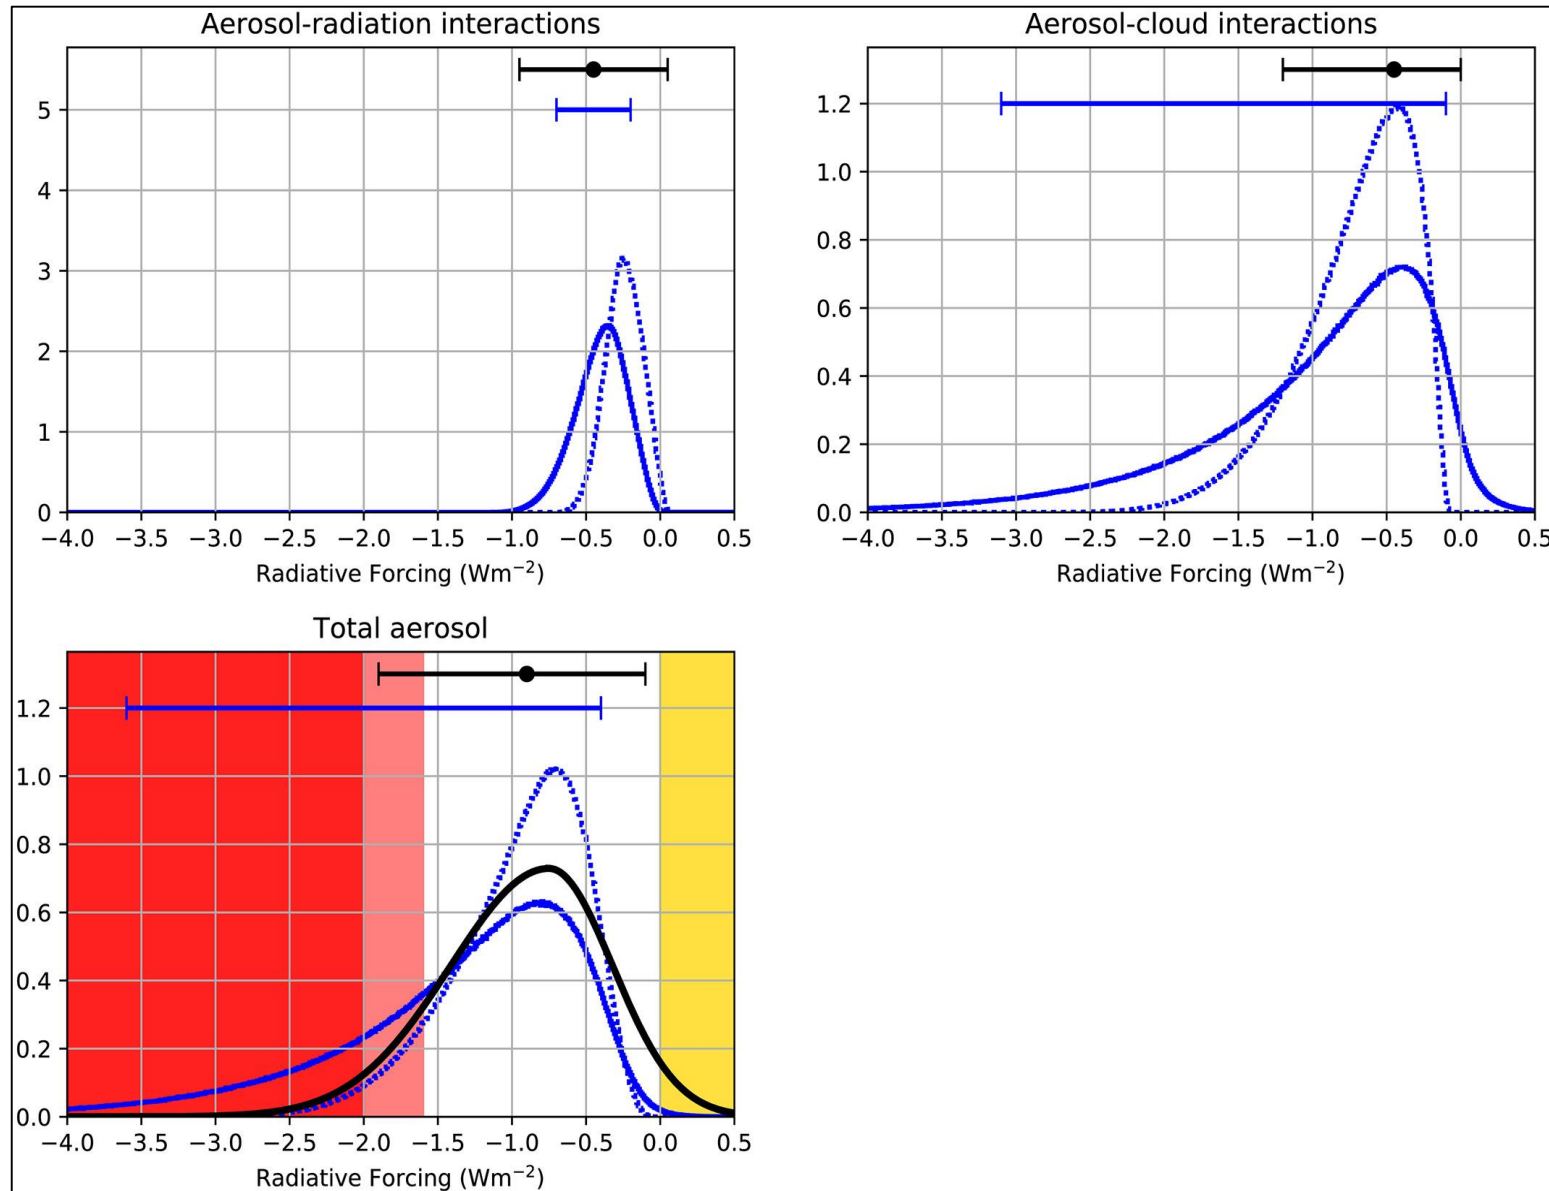 Aerosol-radiation interactions
5
4
3
2
1
0
−4.0 −3.5 −3.0 −2.5 −2.0 −1.5 −1.0 −0.5 0.0 0.5
Radiative Forcing (Wm⁻²)
Aerosol-cloud interactions
1.2
1.0
0.8
0.6
0.4
0.2
0.0
−4.0 −3.5 −3.0 −2.5 −2.0 −1.5 −1.0 −0.5 0.0 0.5
Radiative Forcing (Wm⁻²)
Total aerosol
1.2
1.0
0.8
0.6
0.4
0.2
0.0
−4.0 −3.5 −3.0 −2.5 −2.0 −1.5 −1.0 −0.5 0.0 0.5
Radiative Forcing (Wm⁻²)